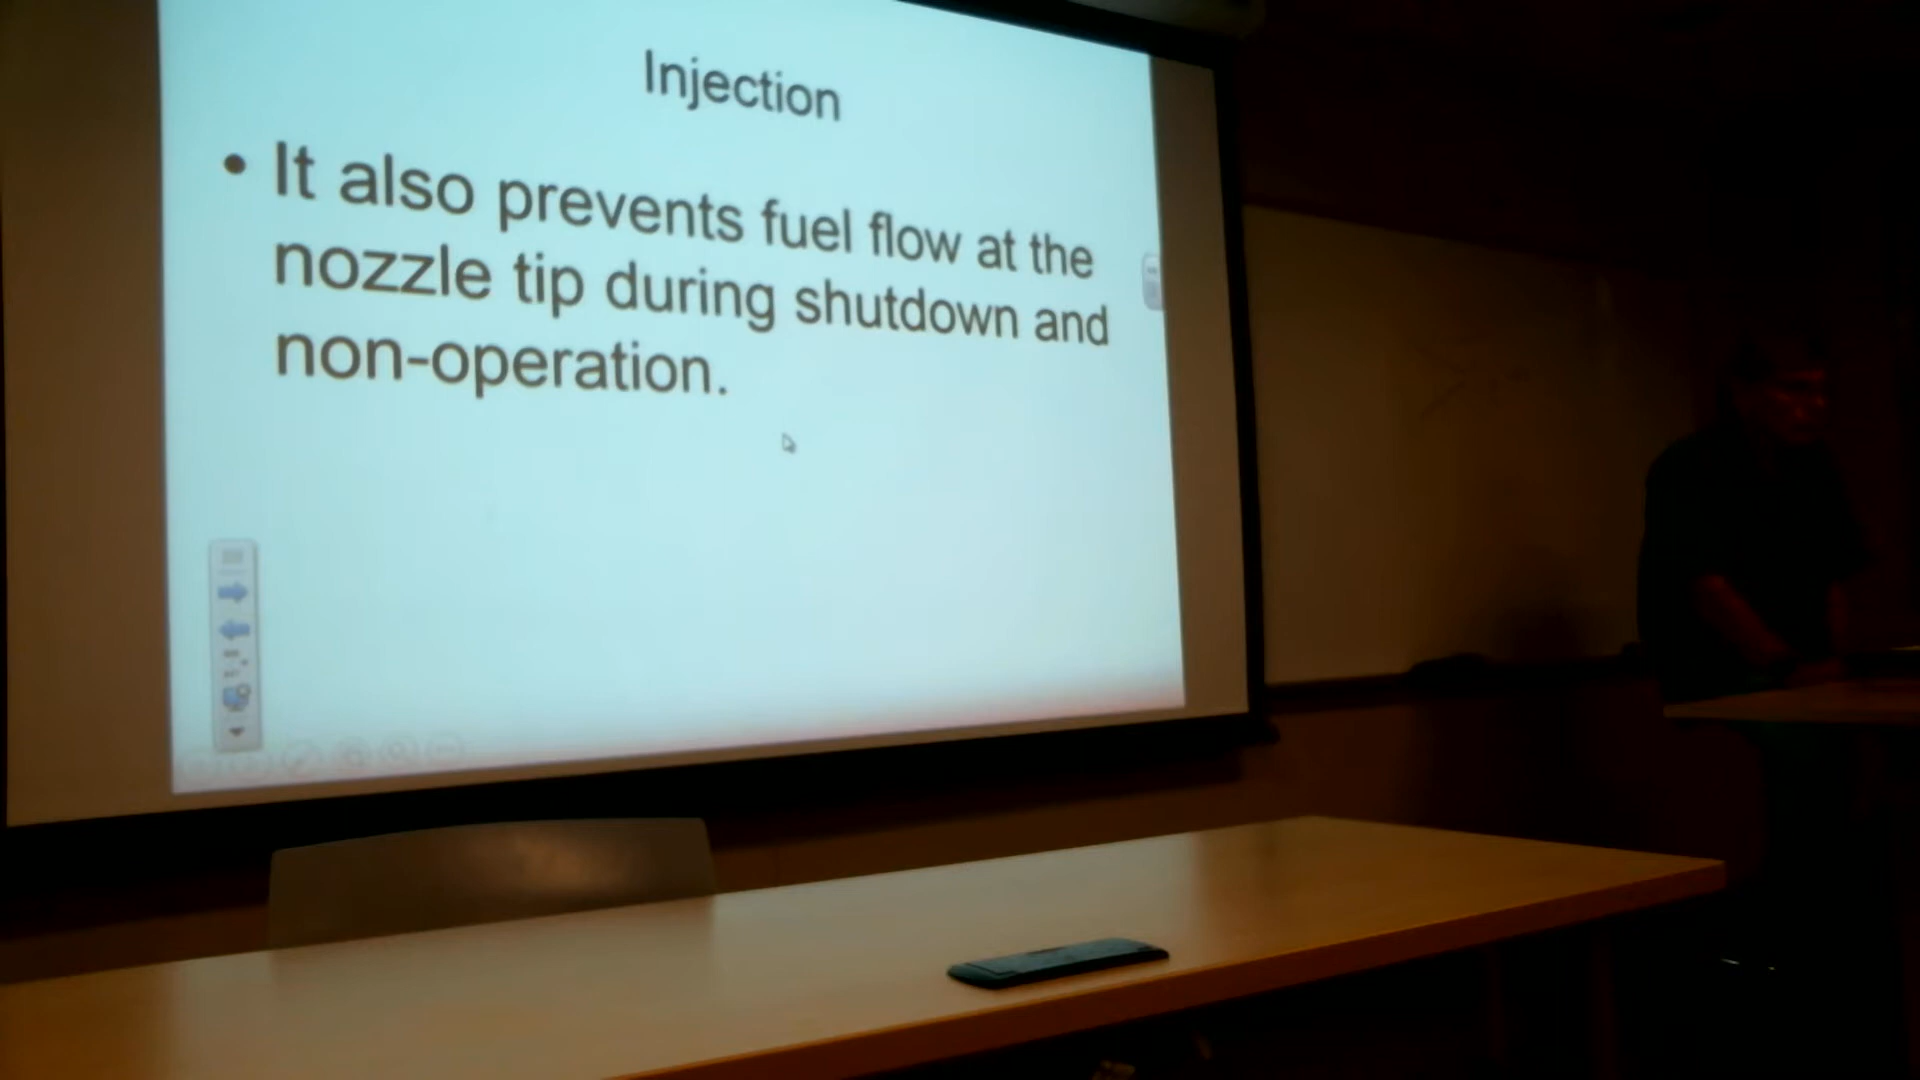 Injection
• It also prevents fuel flow at the
nozzle tip during shutdown and
non-operation.